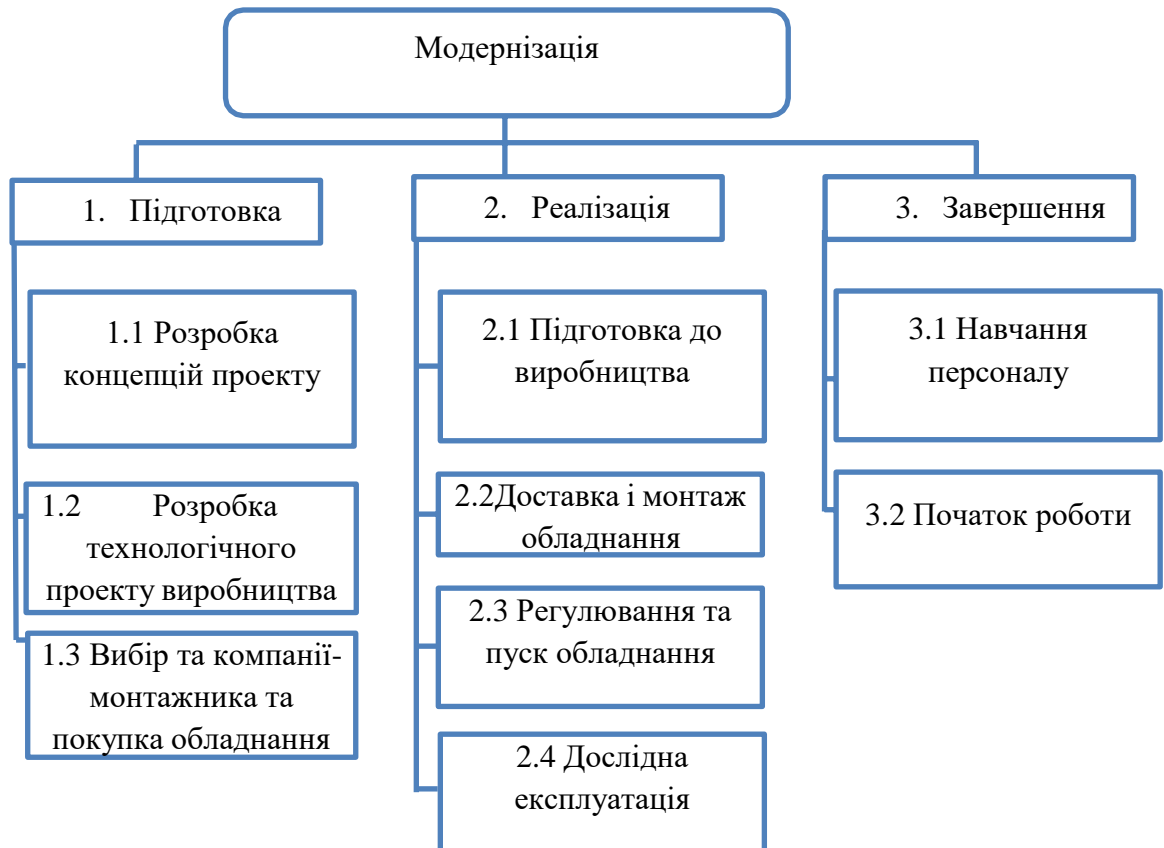 Модернізація
1. Підготовка
1.1 Розробка
концепцій проекту
1.2 Розробка
технологічного
проекту виробництва
1.3 Вибір та компанії-
монтажника та
покупка обладнання
2. Реалізація
2.1 Підготовка до
виробництва
2.2Доставка і монтаж
обладнання
2.3 Регулювання та
пуск обладнання
2.4 Дослідна
експлуатація
3. Завершення
3.1 Навчання
персоналу
3.2 Початок роботи